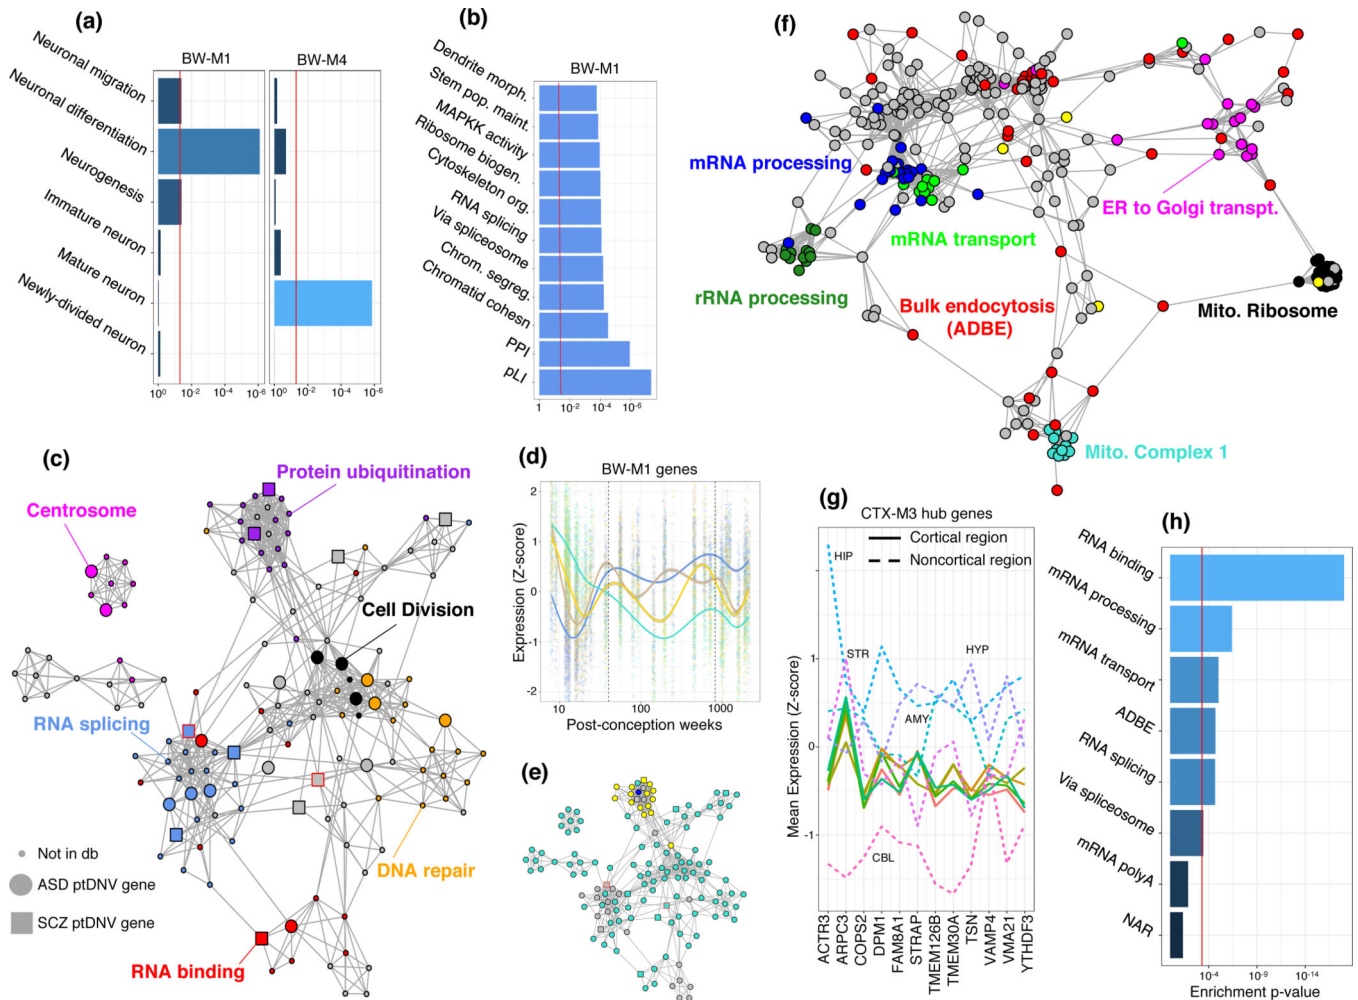 (a)
BW-M1
BW-M4
Neuronal migration
Neuronal differentiation
Neurogenesis
Immature neuron
Mature neuron
Newly-divided neuron
10⁰ 10⁻² 10⁻⁴ 10⁻⁶
10⁰ 10⁻² 10⁻⁴ 10⁻⁶
(b)
BW-M1
Dendrite morph.
Stem pop. maint.
MAPKK activity
Ribosome biogen.
Cytoskeleton org.
RNA splicing
Via spliceosome
Chrom. segreg.
Chromatid cohesn
PPI
pLI
1 10⁻² 10⁻⁴ 10⁻⁶
(f)
mRNA processing
mRNA transport
rRNA processing
Bulk endocytosis
(ADBE)
ER to Golgi transpt.
Mito. Ribosome
Mito. Complex 1
(c)
Protein ubiquitination
Centrosome
Cell Division
RNA splicing
DNA repair
RNA binding
Not in db
ASD ptDNV gene
SCZ ptDNV gene
(d)
BW-M1 genes
Expression (Z-score)
2
1
0
-1
-2
10 100 1000
Post-conception weeks
(e)
(g)
CTX-M3 hub genes
Cortical region
Noncortical region
HIP
STR
HYP
AMY
CBL
Mean Expression (Z-score)
1
0
-1
ACTR3
ARPC3
COPS2
DPM1
FAM8A1
STRAP
TMEM126B
TMEM30A
TSN
VAMP4
VMA21
YTHDF3
(h)
RNA binding
mRNA processing
mRNA transport
ADBE
RNA splicing
Via spliceosome
mRNA polyA
NAR
10⁻⁴ 10⁻⁹ 10⁻¹⁴
Enrichment p-value